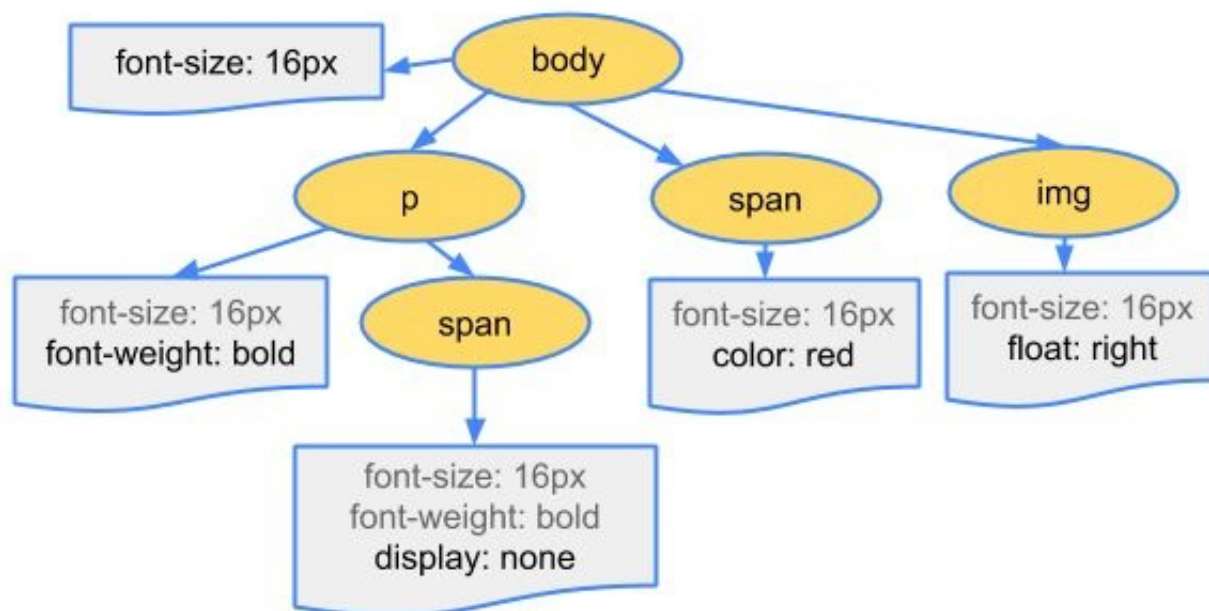 font-size: 16px
body
p
span
img
font-size: 16px
font-weight: bold
span
font-size: 16px
color: red
font-size: 16px
float: right
font-size: 16px
font-weight: bold
display: none